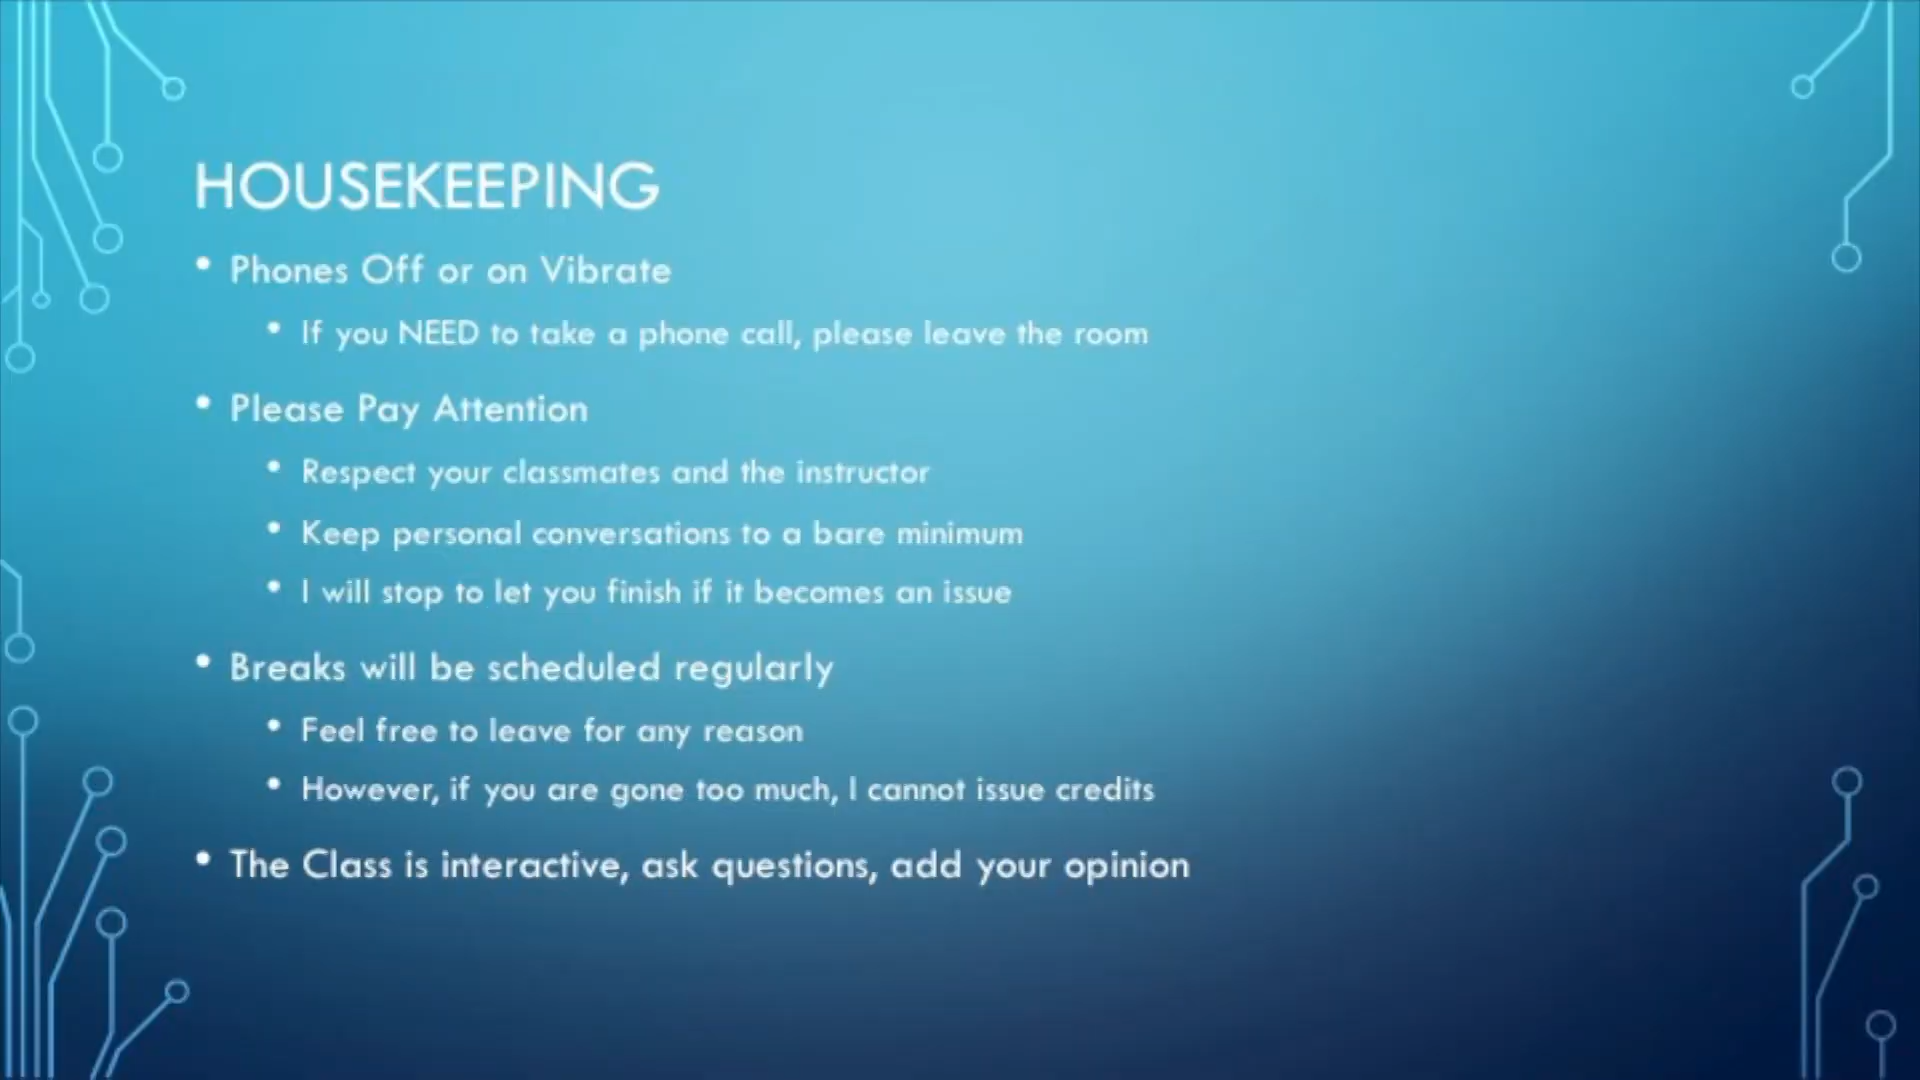 HOUSEKEEPING
• Phones Off or on Vibrate
• If you NEED to take a phone call, please leave the room
• Please Pay Attention
• Respect your classmates and the instructor
• Keep personal conversations to a bare minimum
• I will stop to let you finish if it becomes an issue
• Breaks will be scheduled regularly
• Feel free to leave for any reason
• However, if you are gone too much, I cannot issue credits
• The Class is interactive, ask questions, add your opinion